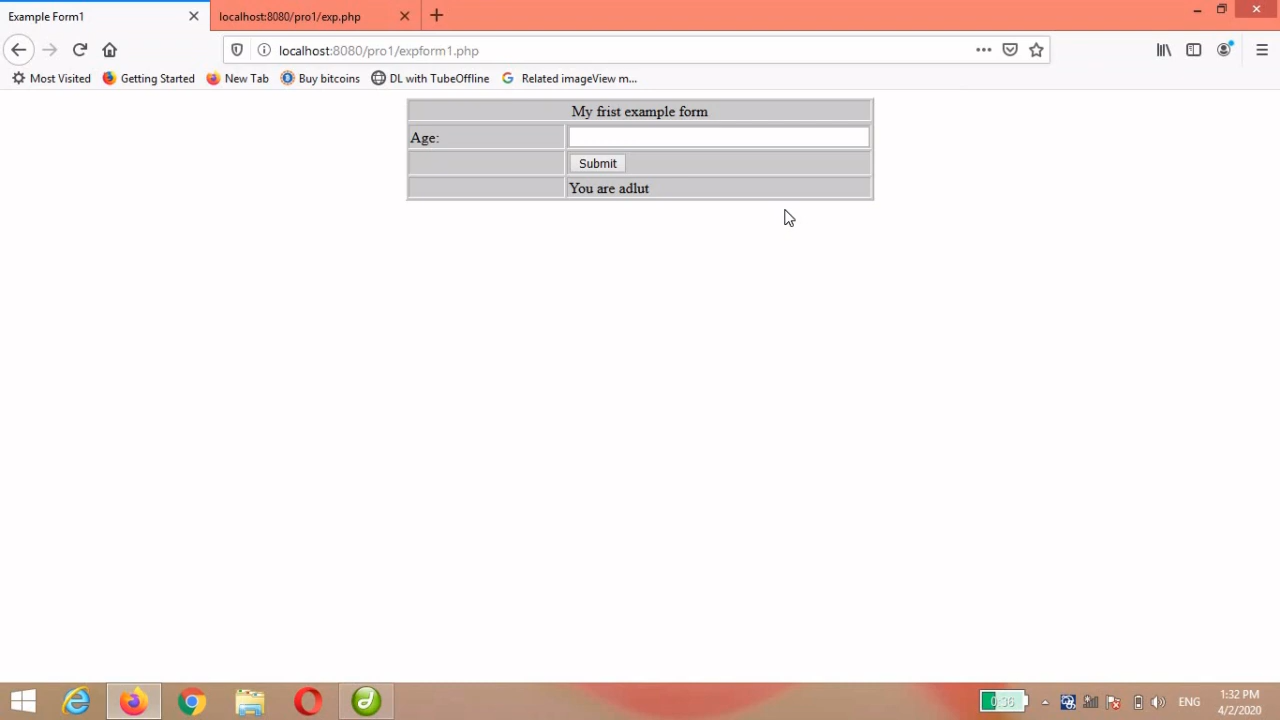 Example Form1
localhost:8080/pro1/exp.php
localhost:8080/pro1/expform1.php
Most Visited Getting Started New Tab Buy bitcoins DL with TubeOffline Related imageView m...
My frist example form
Age:
Submit
You are adlut
0:36 ENG 1:32 PM
4/2/2020